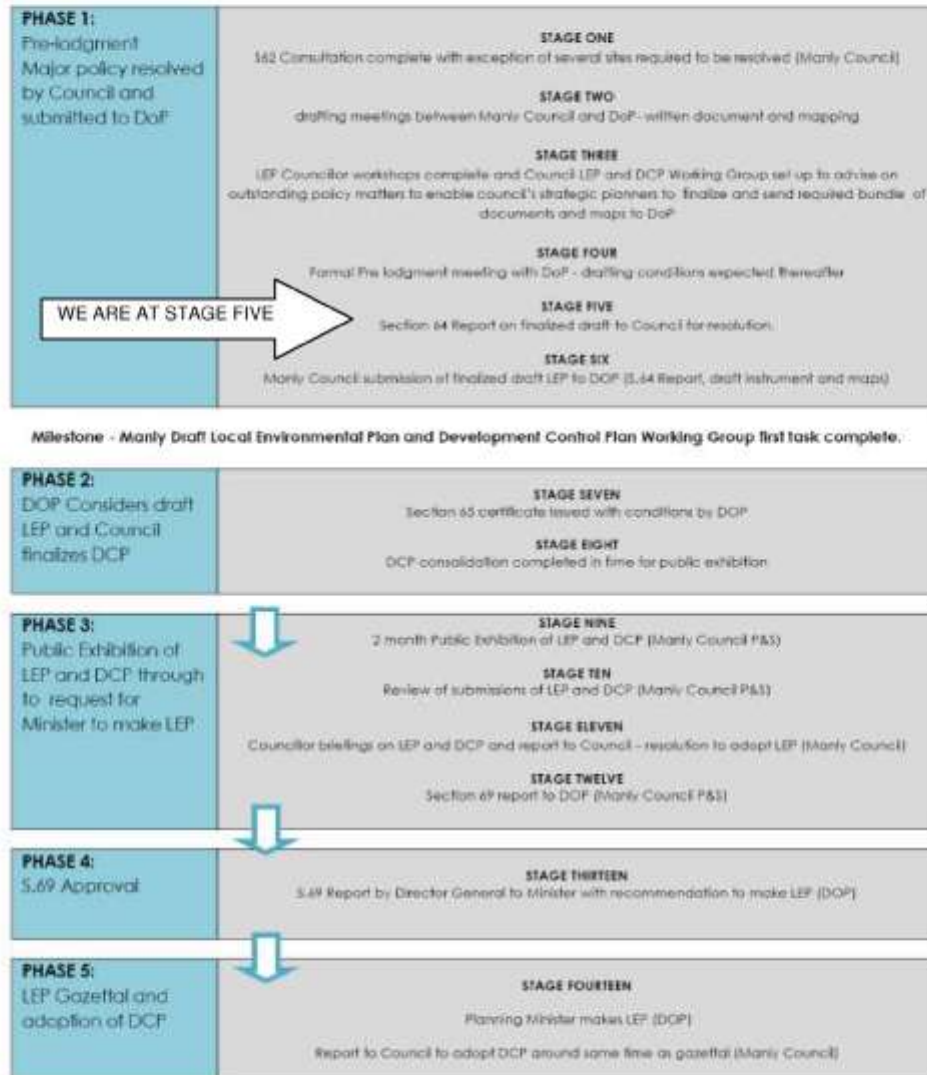 PHASE 1:
Pre-lodgment
Major policy resolved
by Council and
submitted to DoP
STAGE ONE
S62 Consultation complete with exception of several sites required to be resolved (Manly Council)
STAGE TWO
drafting meetings between Manly Council and DoP- written document and mapping
STAGE THREE
LEP Councillor workshops complete and Council LEP and DCP Working Group set up to advise on
outstanding policy matters to enable council's strategic planners to finalize and send required bundle of
documents and maps to DoP
STAGE FOUR
Formal Pre lodgment meeting with DoP - drafting conditions expected thereafter
WE ARE AT STAGE FIVE
STAGE FIVE
Section 64 Report on finalized draft to Council for resolution.
STAGE SIX
Manly Council submission of finalized draft LEP to DOP (S.64 Report, draft instrument and maps)
Milestone - Manly Draft Local Environmental Plan and Development Control Plan Working Group first task complete.
PHASE 2:
DOP Considers draft
LEP and Council
finalizes DCP
STAGE SEVEN
Section 65 certificate issued with conditions by DOP
STAGE EIGHT
DCP consolidation completed in time for public exhibition
PHASE 3:
Public Exhibition of
LEP and DCP through
to request for
Minister to make LEP
STAGE NINE
2 month Public Exhibition of LEP and DCP (Manly Council P&S)
STAGE TEN
Review of submissions of LEP and DCP (Manly Council P&S)
STAGE ELEVEN
Councillor briefings on LEP and DCP and report to Council - resolution to adopt LEP (Manly Council)
STAGE TWELVE
Section 69 report to DOP (Manly Council P&S)
PHASE 4:
S.69 Approval
STAGE THIRTEEN
S.69 Report by Director General to Minister with recommendation to make LEP (DOP)
PHASE 5:
LEP Gazettal and
adoption of DCP
STAGE FOURTEEN
Planning Minister makes LEP (DOP)
Report to Council to adopt DCP around same time as gazettal (Manly Council)